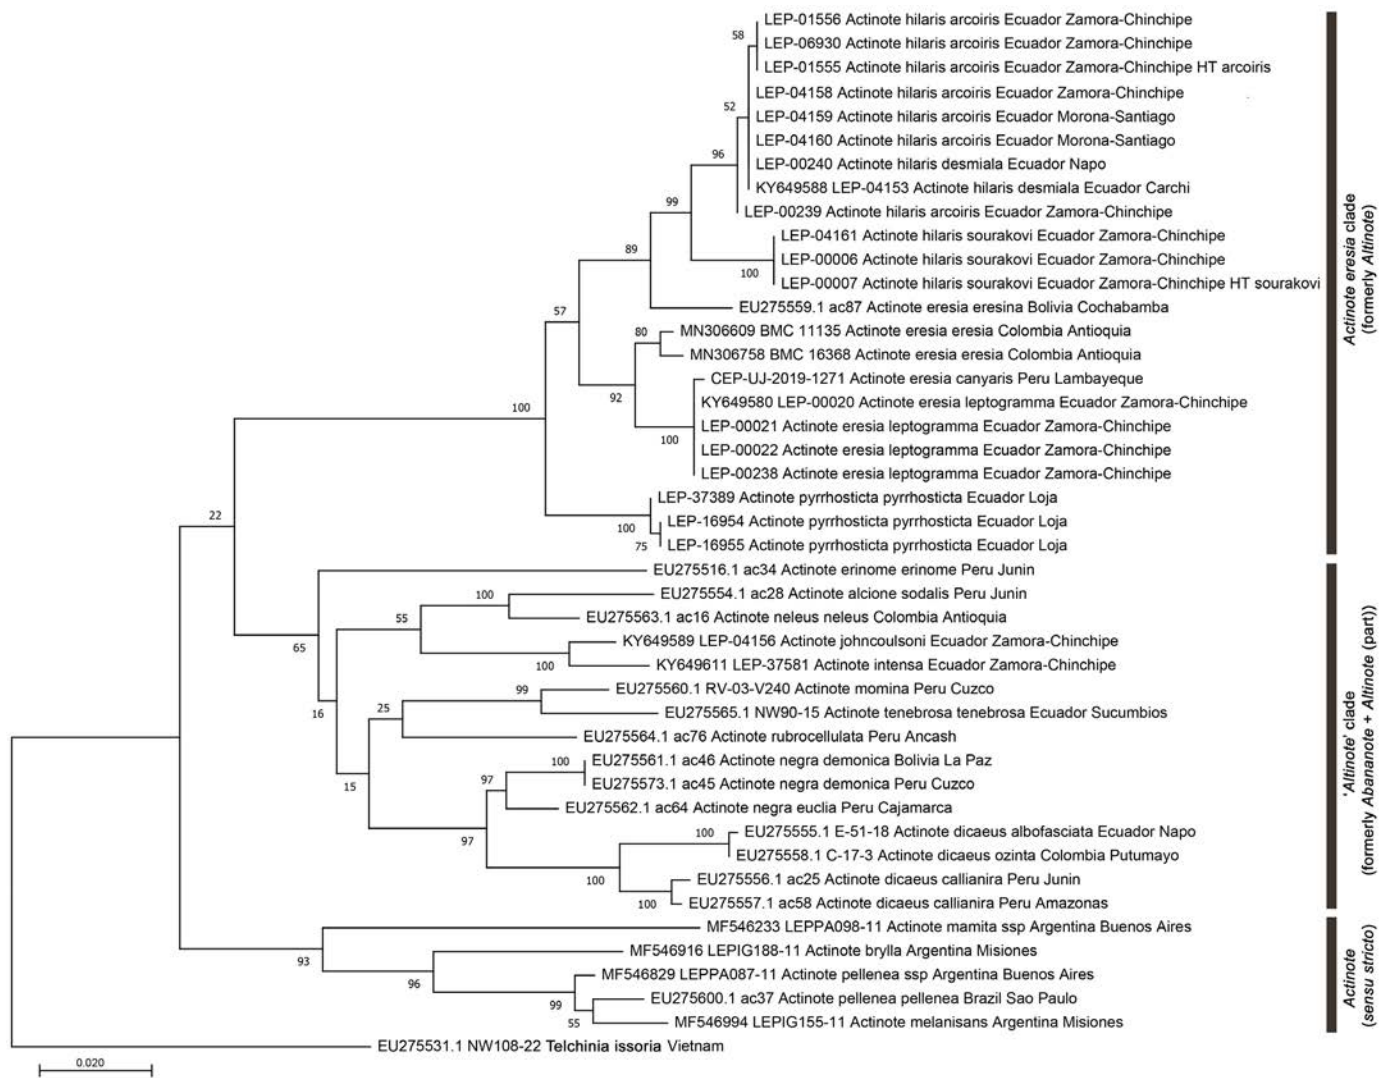 LEP-01556 Actinote hilaris arcoiris Ecuador Zamora-Chinchipe
58
LEP-06930 Actinote hilaris arcoiris Ecuador Zamora-Chinchipe
LEP-01555 Actinote hilaris arcoiris Ecuador Zamora-Chinchipe HT arcoiris
LEP-04158 Actinote hilaris arcoiris Ecuador Zamora-Chinchipe
52
LEP-04159 Actinote hilaris arcoiris Ecuador Morona-Santiago
LEP-04160 Actinote hilaris arcoiris Ecuador Morona-Santiago
96
LEP-00240 Actinote hilaris desmiala Ecuador Napo
KY649588 LEP-04153 Actinote hilaris desmiala Ecuador Carchi
99
LEP-00239 Actinote hilaris arcoiris Ecuador Zamora-Chinchipe
LEP-04161 Actinote hilaris sourakovi Ecuador Zamora-Chinchipe
89
LEP-00006 Actinote hilaris sourakovi Ecuador Zamora-Chinchipe
100
LEP-00007 Actinote hilaris sourakovi Ecuador Zamora-Chinchipe HT sourakovi
EU275559.1 ac87 Actinote eresia eresina Bolivia Cochabamba
57
80
MN306609 BMC 11135 Actinote eresia eresia Colombia Antioquia
MN306758 BMC 16368 Actinote eresia eresia Colombia Antioquia
CEP-UJ-2019-1271 Actinote eresia canyaris Peru Lambayeque
92
KY649580 LEP-00020 Actinote eresia leptogramma Ecuador Zamora-Chinchipe
100
LEP-00021 Actinote eresia leptogramma Ecuador Zamora-Chinchipe
100
LEP-00022 Actinote eresia leptogramma Ecuador Zamora-Chinchipe
LEP-00238 Actinote eresia leptogramma Ecuador Zamora-Chinchipe
LEP-37389 Actinote pyrrhosticta pyrrhosticta Ecuador Loja
22
100
LEP-16954 Actinote pyrrhosticta pyrrhosticta Ecuador Loja
75
LEP-16955 Actinote pyrrhosticta pyrrhosticta Ecuador Loja
Actinote eresia clade
(formerly Altinote)
EU275516.1 ac34 Actinote erinome erinome Peru Junin
100
EU275554.1 ac28 Actinote alcione sodalis Peru Junin
55
EU275563.1 ac16 Actinote neleus neleus Colombia Antioquia
65
KY649589 LEP-04156 Actinote johncoulsoni Ecuador Zamora-Chinchipe
100
KY649611 LEP-37581 Actinote intensa Ecuador Zamora-Chinchipe
99
EU275560.1 RV-03-V240 Actinote momina Peru Cuzco
16
25
EU275565.1 NW90-15 Actinote tenebrosa tenebrosa Ecuador Sucumbios
EU275564.1 ac76 Actinote rubrocellulata Peru Ancash
100
EU275561.1 ac46 Actinote negra demonica Bolivia La Paz
15
97
EU275573.1 ac45 Actinote negra demonica Peru Cuzco
EU275562.1 ac64 Actinote negra euclia Peru Cajamarca
97
100
EU275555.1 E-51-18 Actinote dicaeus albofasciata Ecuador Napo
EU275558.1 C-17-3 Actinote dicaeus ozinta Colombia Putumayo
100
EU275556.1 ac25 Actinote dicaeus callianira Peru Junin
100
EU275557.1 ac58 Actinote dicaeus callianira Peru Amazonas
'Altinote' clade
(formerly Abananote + Altinote (part))
MF546233 LEPPA098-11 Actinote mamita ssp Argentina Buenos Aires
93
MF546916 LEPIG188-11 Actinote brylla Argentina Misiones
96
MF546829 LEPPA087-11 Actinote pellenea ssp Argentina Buenos Aires
99
EU275600.1 ac37 Actinote pellenea pellenea Brazil Sao Paulo
55
MF546994 LEPIG155-11 Actinote melanisans Argentina Misiones
Actinote
(sensu stricto)
EU275531.1 NW108-22 Telchinia issoria Vietnam
0.020